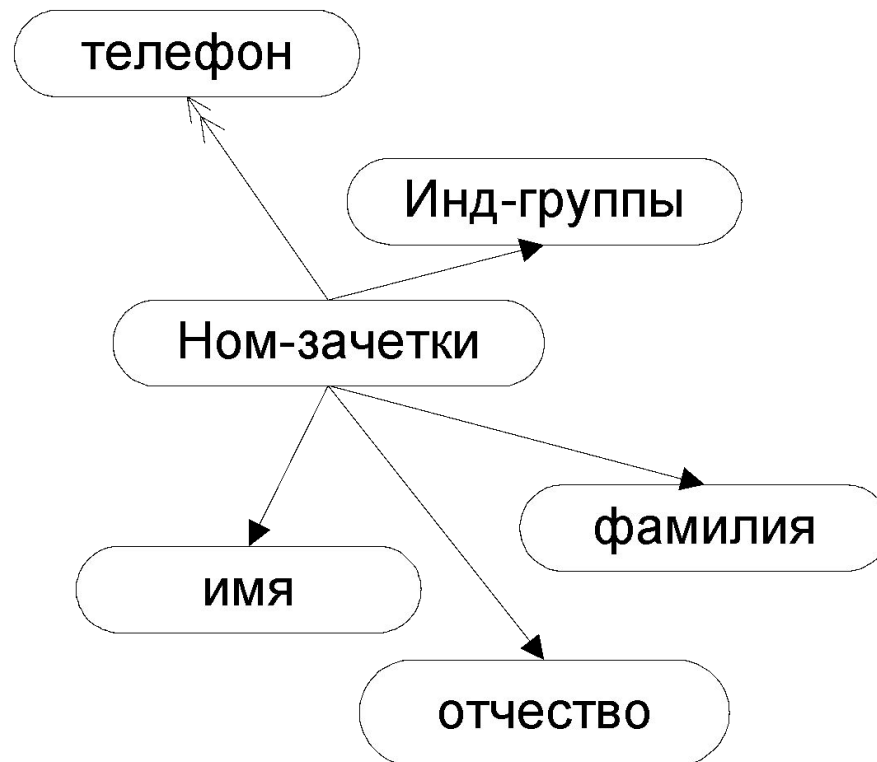 телефон
Инд-группы
Ном-зачетки
фамилия
имя
отчество